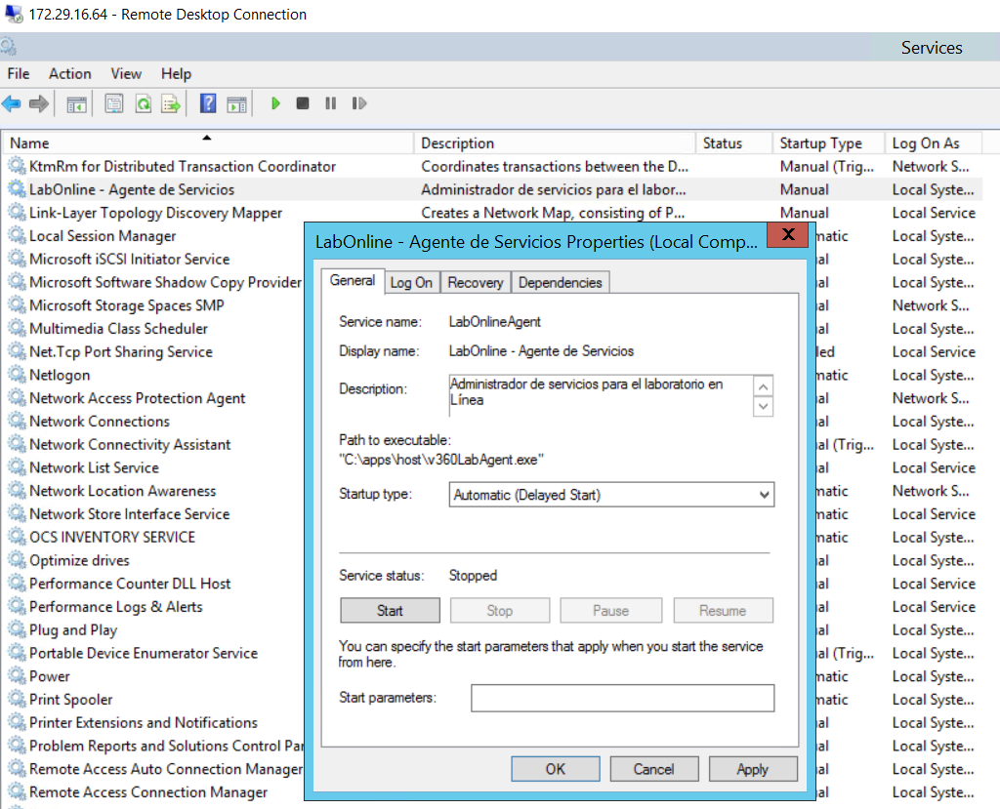 172.29.16.64 - Remote Desktop Connection
Services
File Action View Help
Name Description Status Startup Type Log On As
KtmRm for Distributed Transaction Coordinator Coordinates transactions between the D... Manual (Trig... Network S...
LabOnline - Agente de Servicios Administrador de servicios para el labor... Manual Local Syste...
Link-Layer Topology Discovery Mapper Creates a Network Map, consisting of P... Manual Local Service
Local Session Manager matic Local Syste...
Microsoft iSCSI Initiator Service al Local Syste...
Microsoft Software Shadow Copy Provider al Local Syste...
Microsoft Storage Spaces SMP al Network S...
Multimedia Class Scheduler al Local Syste...
Net.Tcp Port Sharing Service led Local Service
Netlogon matic Local Syste...
Network Access Protection Agent al Network S...
Network Connections al Local Syste...
Network Connectivity Assistant al (Trig... Local Syste...
Network List Service al Local Service
Network Location Awareness matic Network S...
Network Store Interface Service matic Local Service
OCS INVENTORY SERVICE matic Local Syste...
Optimize drives al Local Syste...
Performance Counter DLL Host al Local Service
Performance Logs & Alerts al Local Service
Plug and Play al Local Syste...
Portable Device Enumerator Service al (Trig... Local Syste...
Power matic Local Syste...
Print Spooler matic Local Syste...
Printer Extensions and Notifications al Local Syste...
Problem Reports and Solutions Control Par al Local Syste...
Remote Access Auto Connection Manager al Local Syste...
Remote Access Connection Manager al Local Syste...
LabOnline - Agente de Servicios Properties (Local Comp... X
General Log On Recovery Dependencies
Service name: LabOnlineAgent
Display name: LabOnline - Agente de Servicios
Description: Administrador de servicios para el laboratorio en
Línea
Path to executable:
"C:\apps\host\v360LabAgent.exe"
Startup type: Automatic (Delayed Start)
Service status: Stopped
Start Stop Pause Resume
You can specify the start parameters that apply when you start the service
from here.
Start parameters:
OK Cancel Apply